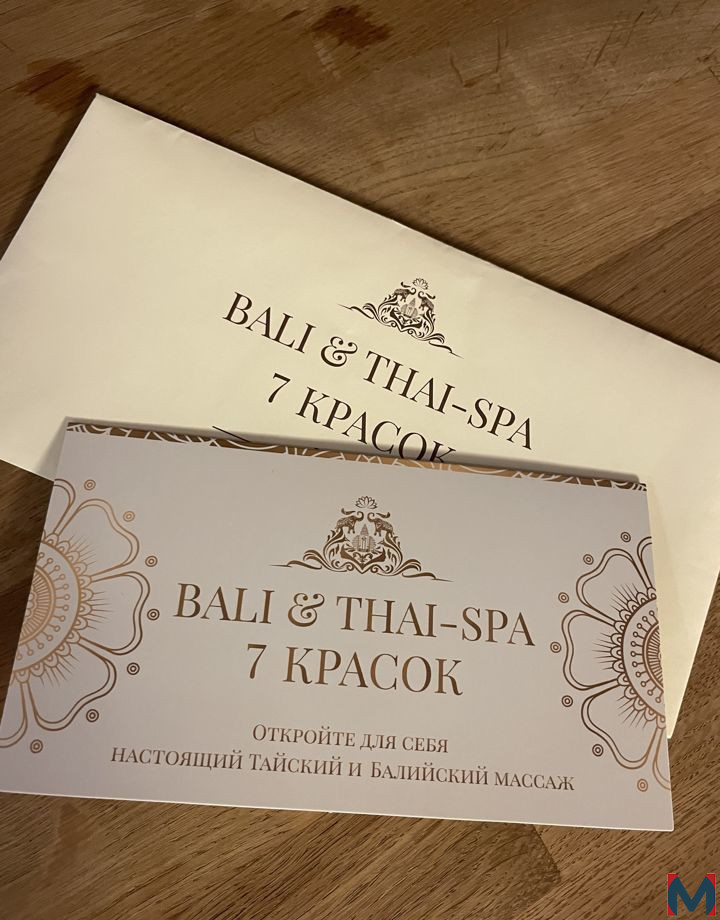 BALI & THAI-SPA
7 КРАСОК
BALI & THAI-SPA
7 КРАСОК
ОТКРОЙТЕ ДЛЯ СЕБЯ
НАСТОЯЩИЙ ТАЙСКИЙ И БАЛИЙСКИЙ МАССАЖ
M